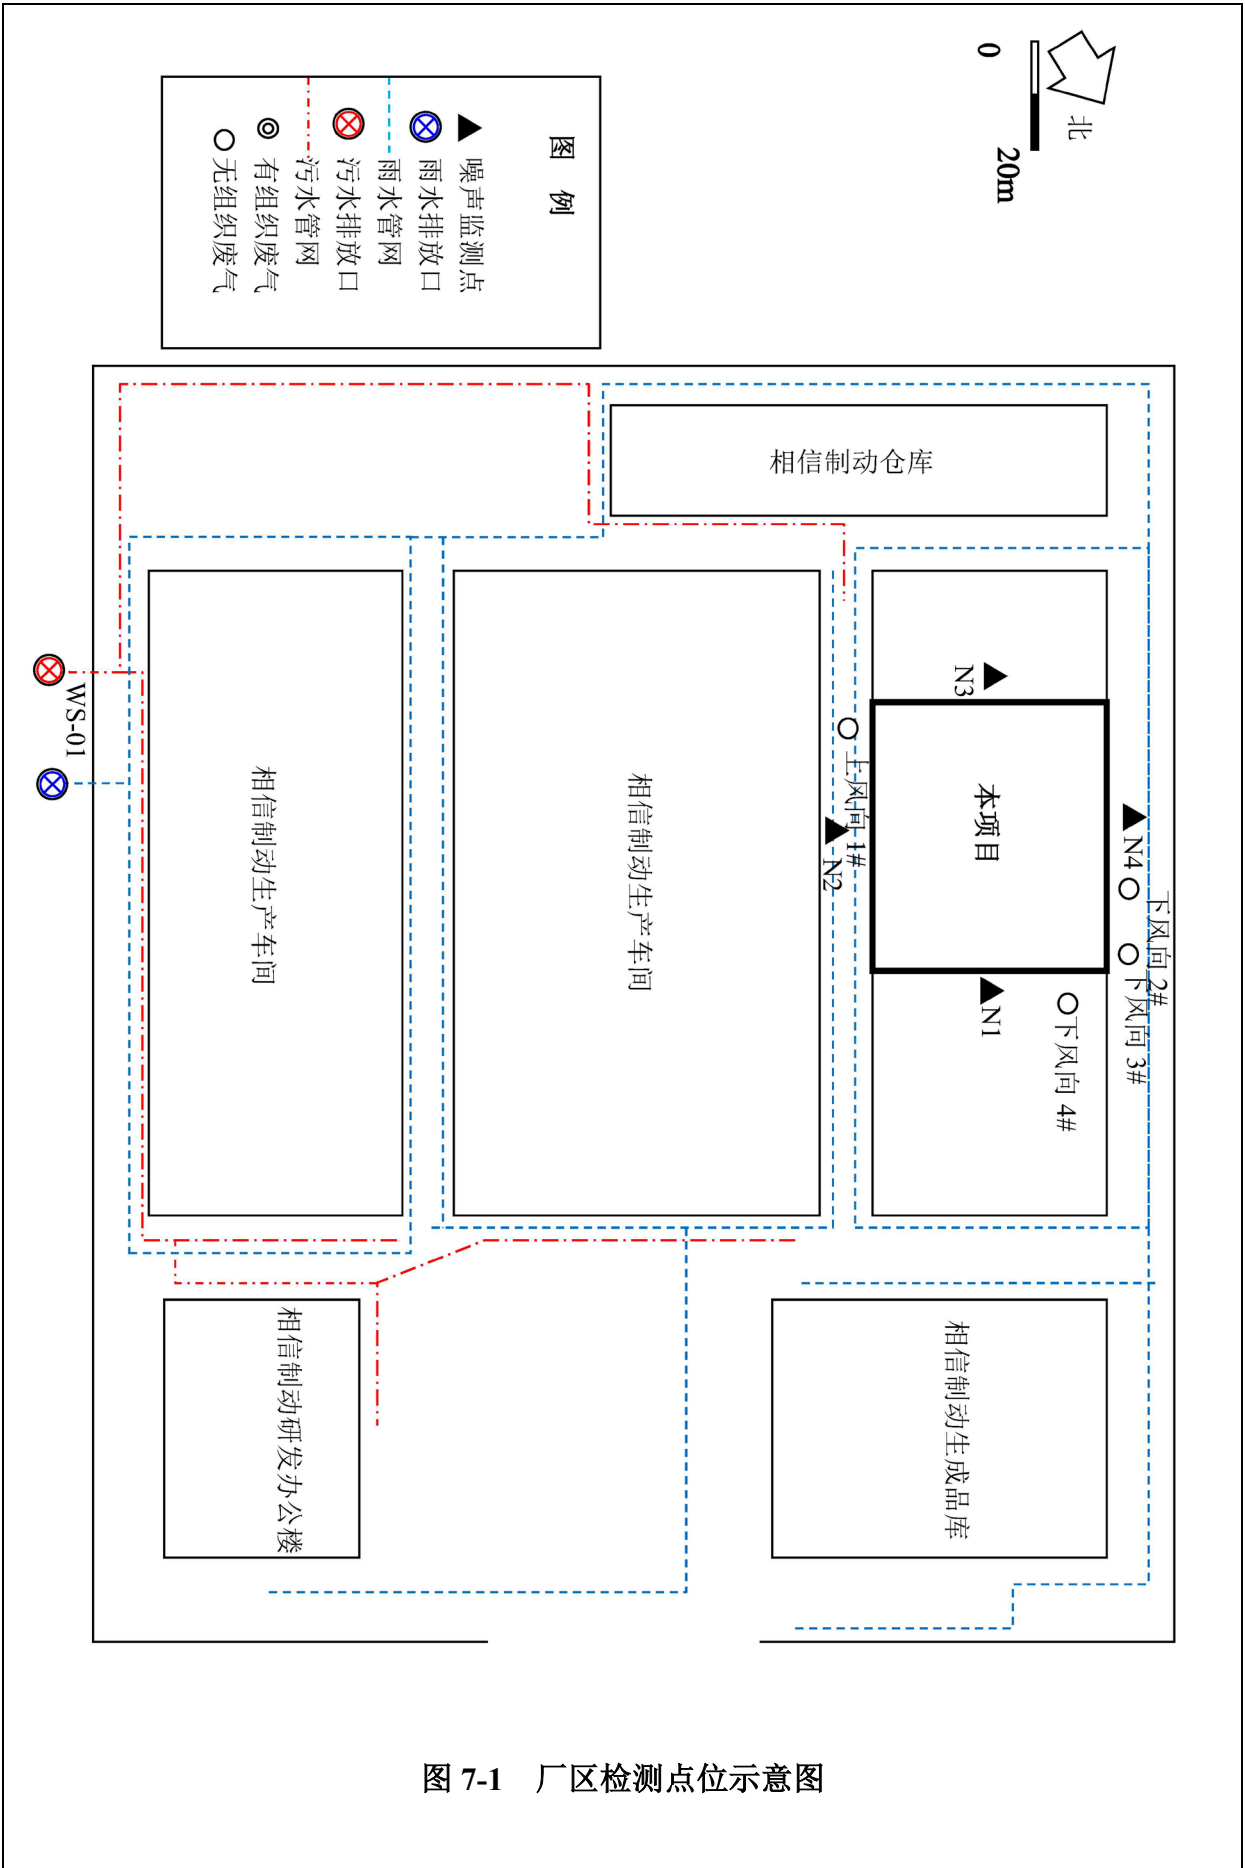 0
20m
北
图 例
噪声监测点
雨水排放口
雨水管网
污水排放口
污水管网
有组织废气
无组织废气
相信制动仓库
N3
上风向 1#
N2
本项目
N4
下风向 2#
下风向 3#
N1
下风向 4#
WS-01
相信制动生产车间
相信制动生产车间
相信制动研发办公楼
相信制动生成品库
图 7-1 厂区检测点位示意图